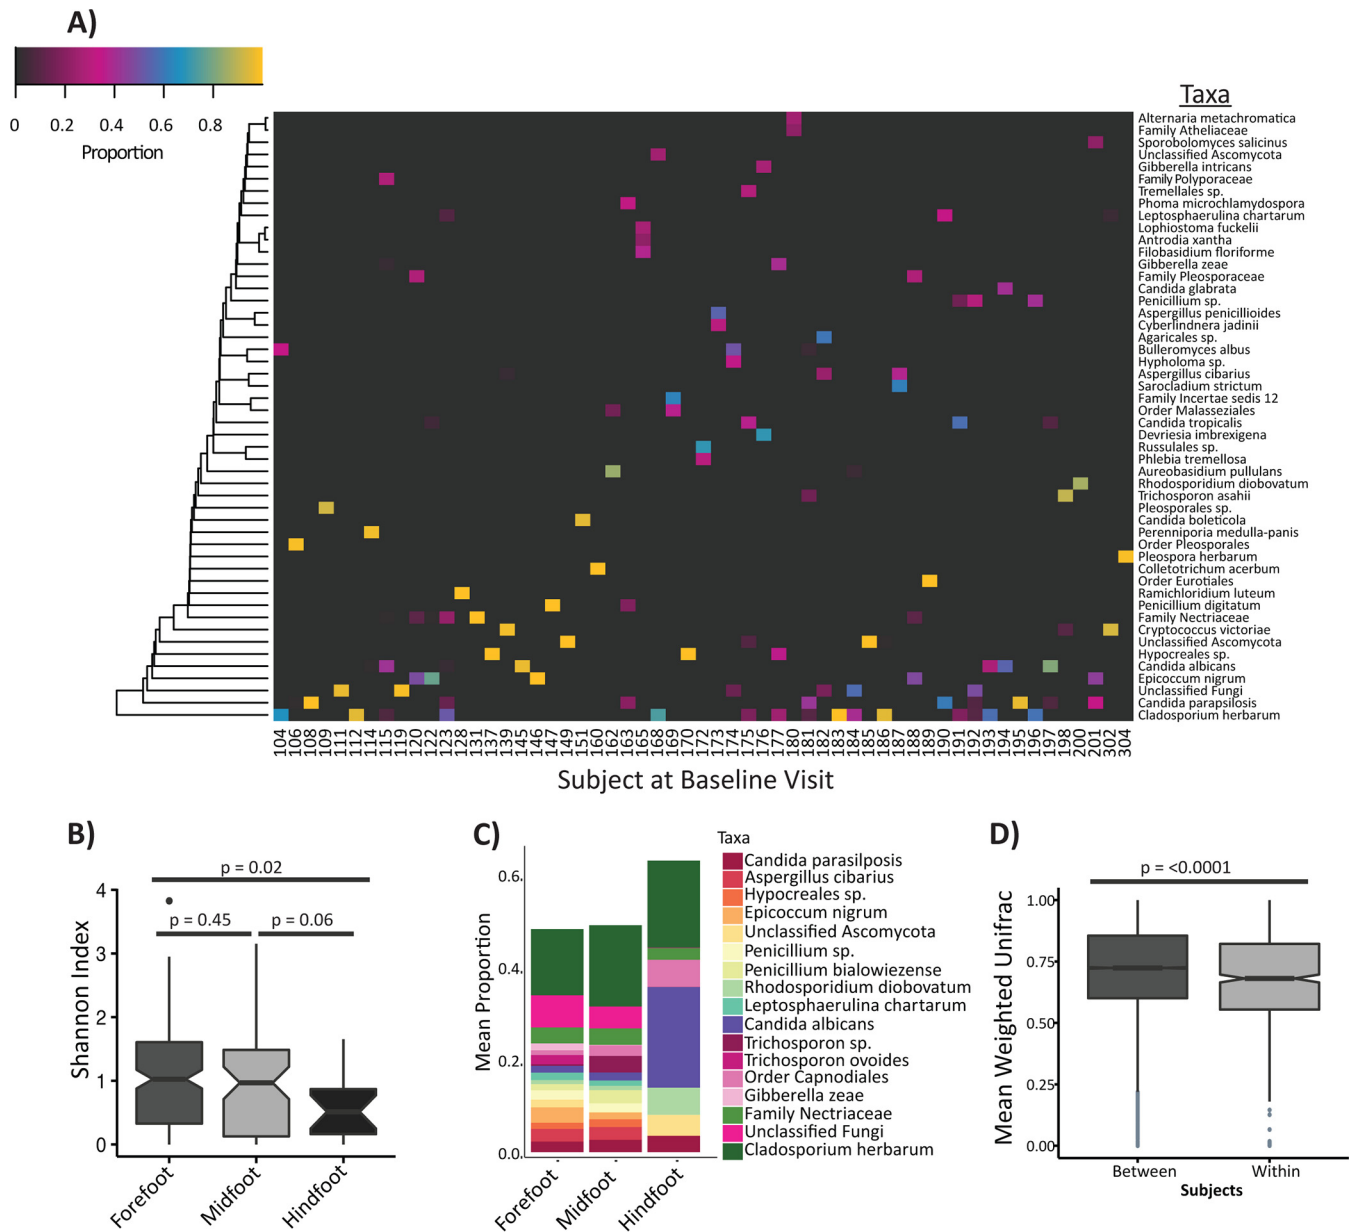 A)
0 0.2 0.4 0.6 0.8
Proportion
Taxa
Alternaria metachromatica
Family Atheliaceae
Sporobolomyces salicinus
Unclassified Ascomycota
Gibberella intricans
Family Polyporaceae
Tremellales sp.
Phoma microchlamydospora
Leptosphaerulina chartarum
Lophiostoma fuckelii
Antrodia xantha
Filobasidium floriforme
Gibberella zeae
Family Pleosporaceae
Candida glabrata
Penicillium sp.
Aspergillus penicillioides
Cyberlindnera jadinii
Agaricales sp.
Bulleromyces albus
Hypholoma sp.
Aspergillus cibarius
Sarocladium strictum
Family Incertae sedis 12
Order Malasseziales
Candida tropicalis
Devriesia imbrexigena
Russulales sp.
Phlebia tremellosa
Aureobasidium pullulans
Rhodosporidium diobovatum
Trichosporon asahii
Pleosporales sp.
Candida boleticola
Perenniporia medulla-panis
Order Pleosporales
Pleospora herbarum
Colletotrichum acerbum
Order Eurotiales
Ramichloridium luteum
Penicillium digitatum
Family Nectriaceae
Cryptococcus victoriae
Unclassified Ascomycota
Hypocreales sp.
Candida albicans
Epicoccum nigrum
Unclassified Fungi
Candida parapsilosis
Cladosporium herbarum
104 106 108 109 111 112 114 115 119 120 122 123 128 131 137 139 145 146 147 149 151 160 162 163 165 168 169 170 172 173 174 175 176 177 180 181 182 183 184 185 186 187 188 189 190 191 192 193 194 195 196 197 198 200 201 302 304
Subject at Baseline Visit
B)
p = 0.02
p = 0.45 p = 0.06
Shannon Index
4
3
2
1
0
Forefoot Midfoot Hindfoot
C)
Mean Proportion
0.6
0.4
0.2
0.0
Forefoot Midfoot Hindfoot
Taxa
Candida parasilposis
Aspergillus cibarius
Hypocreales sp.
Epicoccum nigrum
Unclassified Ascomycota
Penicillium sp.
Penicillium bialowiezense
Rhodosporidium diobovatum
Leptosphaerulina chartarum
Candida albicans
Trichosporon sp.
Trichosporon ovoides
Order Capnodiales
Gibberella zeae
Family Nectriaceae
Unclassified Fungi
Cladosporium herbarum
D)
p = <0.0001
Mean Weighted Unifrac
1.00
0.75
0.50
0.25
0.00
Between Within
Subjects